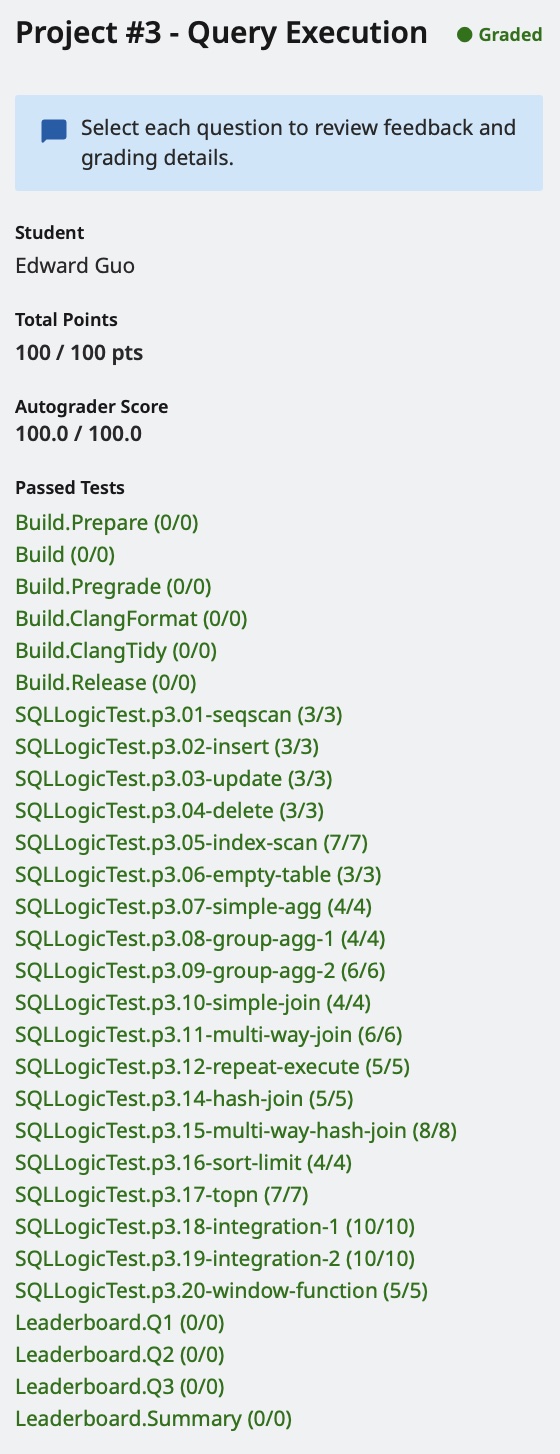 Project #3 - Query Execution
Graded
Select each question to review feedback and
grading details.
Student
Edward Guo
Total Points
100 / 100 pts
Autograder Score
100.0 / 100.0
Passed Tests
Build.Prepare (0/0)
Build (0/0)
Build.Pregrade (0/0)
Build.ClangFormat (0/0)
Build.ClangTidy (0/0)
Build.Release (0/0)
SQLLogicTest.p3.01-seqscan (3/3)
SQLLogicTest.p3.02-insert (3/3)
SQLLogicTest.p3.03-update (3/3)
SQLLogicTest.p3.04-delete (3/3)
SQLLogicTest.p3.05-index-scan (7/7)
SQLLogicTest.p3.06-empty-table (3/3)
SQLLogicTest.p3.07-simple-agg (4/4)
SQLLogicTest.p3.08-group-agg-1 (4/4)
SQLLogicTest.p3.09-group-agg-2 (6/6)
SQLLogicTest.p3.10-simple-join (4/4)
SQLLogicTest.p3.11-multi-way-join (6/6)
SQLLogicTest.p3.12-repeat-execute (5/5)
SQLLogicTest.p3.14-hash-join (5/5)
SQLLogicTest.p3.15-multi-way-hash-join (8/8)
SQLLogicTest.p3.16-sort-limit (4/4)
SQLLogicTest.p3.17-topn (7/7)
SQLLogicTest.p3.18-integration-1 (10/10)
SQLLogicTest.p3.19-integration-2 (10/10)
SQLLogicTest.p3.20-window-function (5/5)
Leaderboard.Q1 (0/0)
Leaderboard.Q2 (0/0)
Leaderboard.Q3 (0/0)
Leaderboard.Summary (0/0)